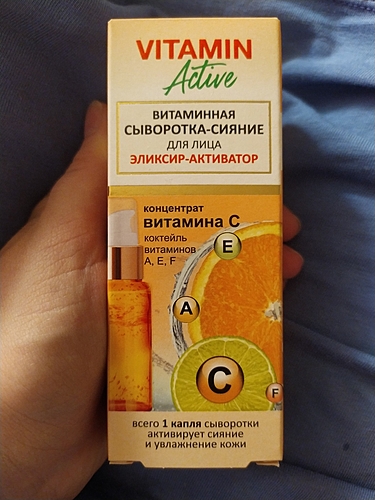 VITAMIN
Active
ВИТАМИННАЯ
СЫВОРОТКА-СИЯНИЕ
ДЛЯ ЛИЦА
ЭЛИКСИР-АКТИВАТОР
концентрат
витамина С
коктейль
витаминов
А, Е, F
E
A
C
F
всего 1 капля сыворотки
активирует сияние
и увлажнение кожи